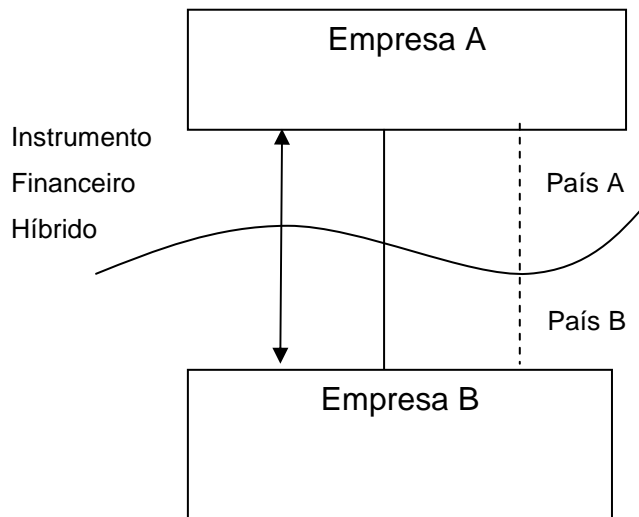 Empresa A
Instrumento
Financeiro
Híbrido
País A
País B
Empresa B